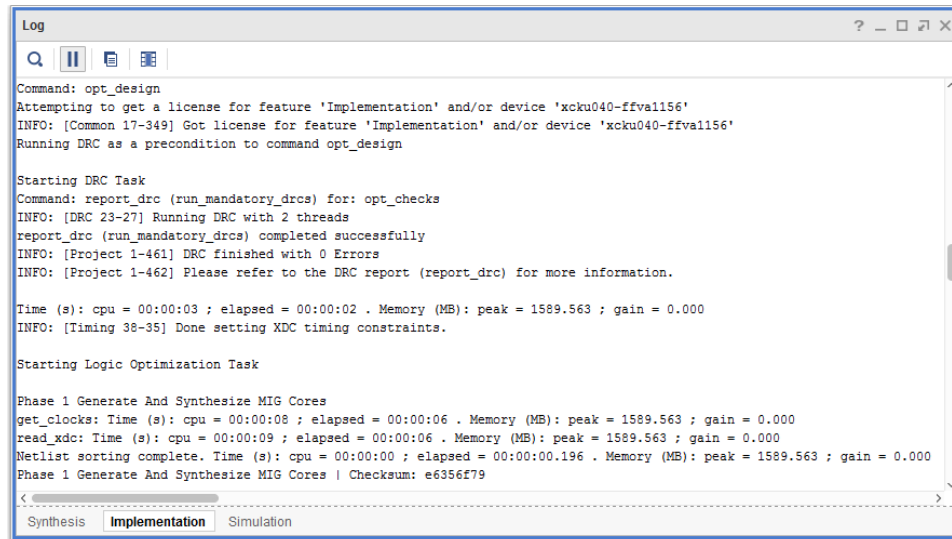 Log
Command: opt_design
Attempting to get a license for feature 'Implementation' and/or device 'xcku040-ffva1156'
INFO: [Common 17-349] Got license for feature 'Implementation' and/or device 'xcku040-ffva1156'
Running DRC as a precondition to command opt_design
Starting DRC Task
Command: report_drc (run_mandatory_drcs) for: opt_checks
INFO: [DRC 23-27] Running DRC with 2 threads
report_drc (run_mandatory_drcs) completed successfully
INFO: [Project 1-461] DRC finished with 0 Errors
INFO: [Project 1-462] Please refer to the DRC report (report_drc) for more information.
Time (s): cpu = 00:00:03 ; elapsed = 00:00:02 . Memory (MB): peak = 1589.563 ; gain = 0.000
INFO: [Timing 38-35] Done setting XDC timing constraints.
Starting Logic Optimization Task
Phase 1 Generate And Synthesize MIG Cores
get_clocks: Time (s): cpu = 00:00:08 ; elapsed = 00:00:06 . Memory (MB): peak = 1589.563 ; gain = 0.000
read_xdc: Time (s): cpu = 00:00:09 ; elapsed = 00:00:06 . Memory (MB): peak = 1589.563 ; gain = 0.000
Netlist sorting complete. Time (s): cpu = 00:00:00 ; elapsed = 00:00:00.196 . Memory (MB): peak = 1589.563 ; gain = 0.000
Phase 1 Generate And Synthesize MIG Cores | Checksum: e6356f79
Synthesis Implementation Simulation